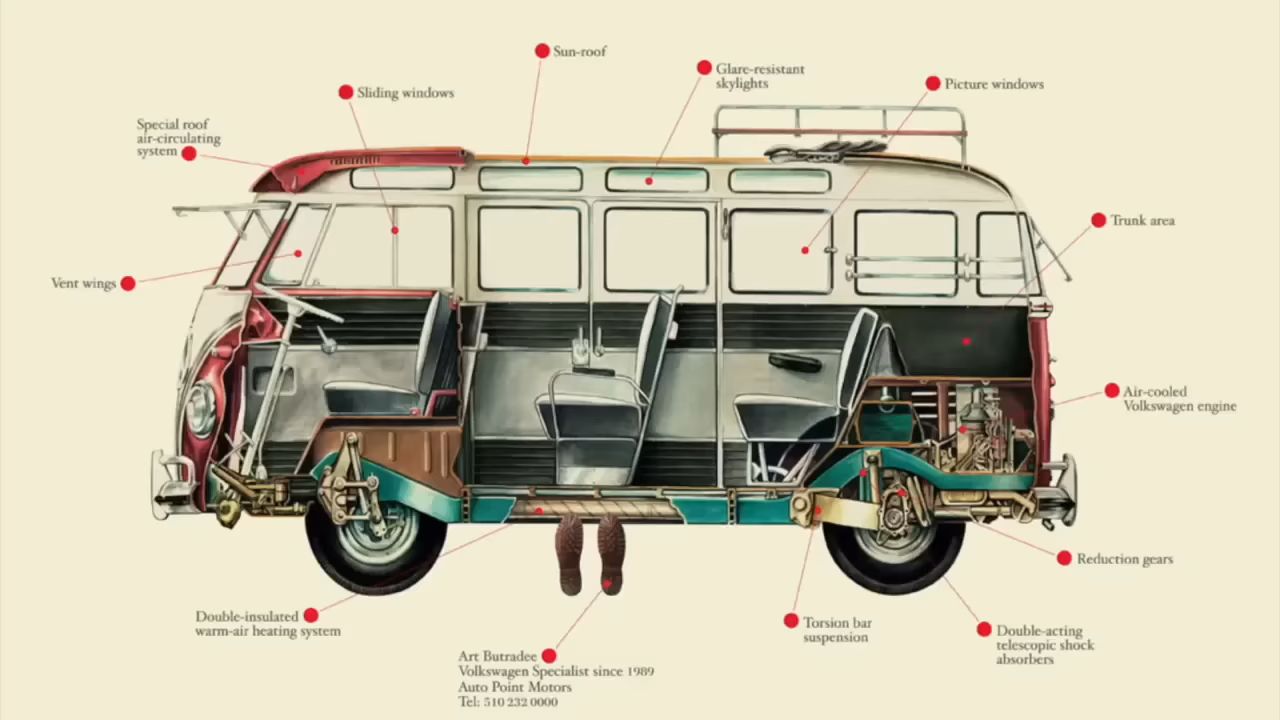 Sun-roof
Glare-resistant
skylights
Picture windows
Sliding windows
Special roof
air-circulating
system
Trunk area
Vent wings
Air-cooled
Volkswagen engine
Reduction gears
Double-insulated
warm-air heating system
Torsion bar
suspension
Double-acting
telescopic shock
absorbers
Art Butradee
Volkswagen Specialist since 1989
Auto Point Motors
Tel: 510 232 0000